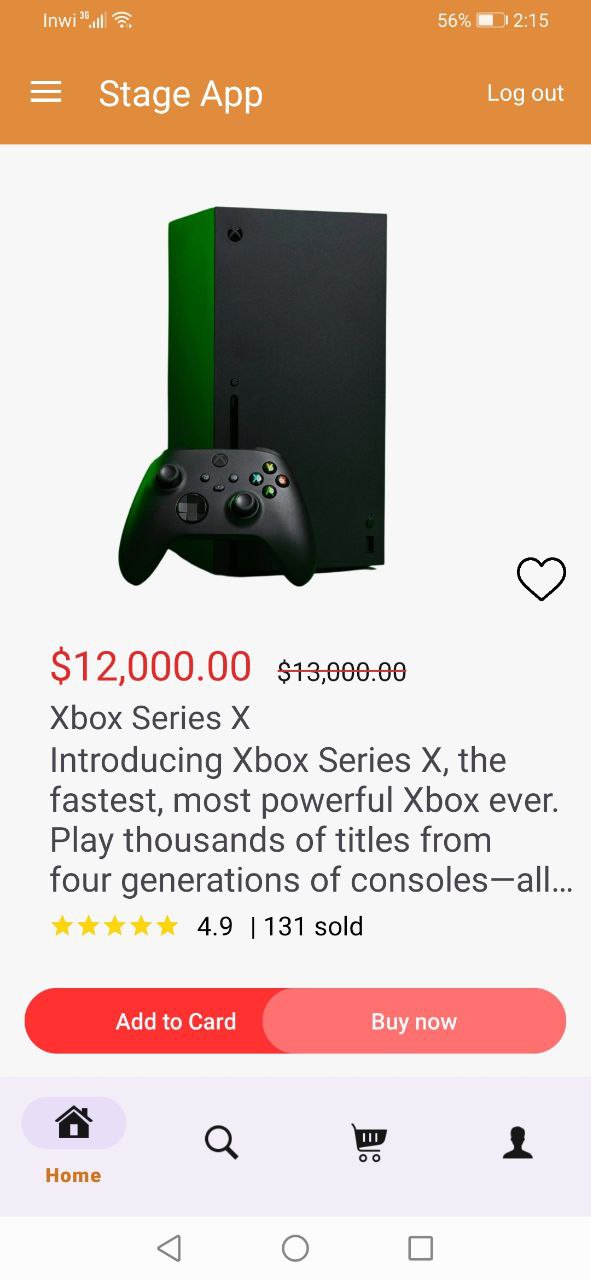 Inwi 3G 56% 2:15
Stage App Log out
$12,000.00 $13,000.00
Xbox Series X
Introducing Xbox Series X, the
fastest, most powerful Xbox ever.
Play thousands of titles from
four generations of consoles—all...
4.9 | 131 sold
Add to Card Buy now
Home